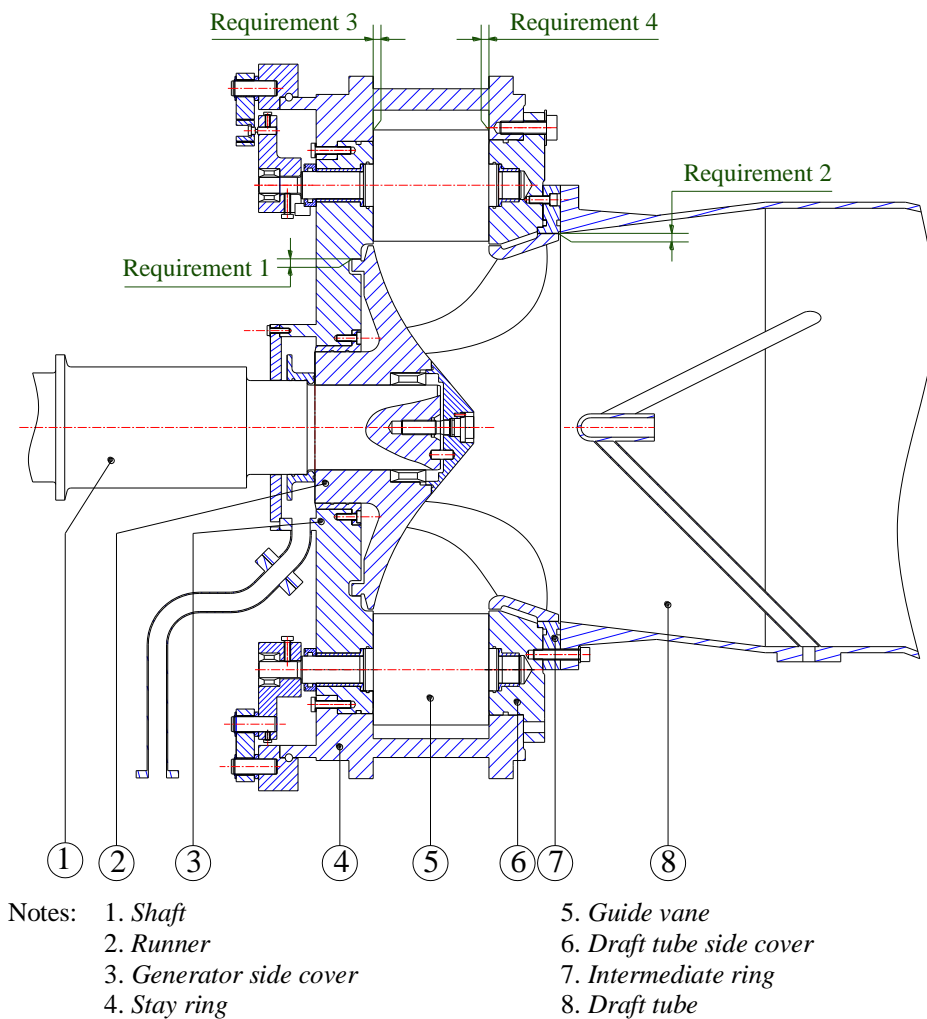 Requirement 3
Requirement 4
Requirement 2
Requirement 1
1 2 3 4 5 6 7 8
Notes: 1. Shaft 5. Guide vane
2. Runner 6. Draft tube side cover
3. Generator side cover 7. Intermediate ring
4. Stay ring 8. Draft tube